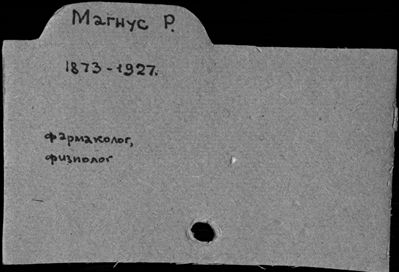 Магнус Р.
1873-1927.
фармаколог,
физиолог